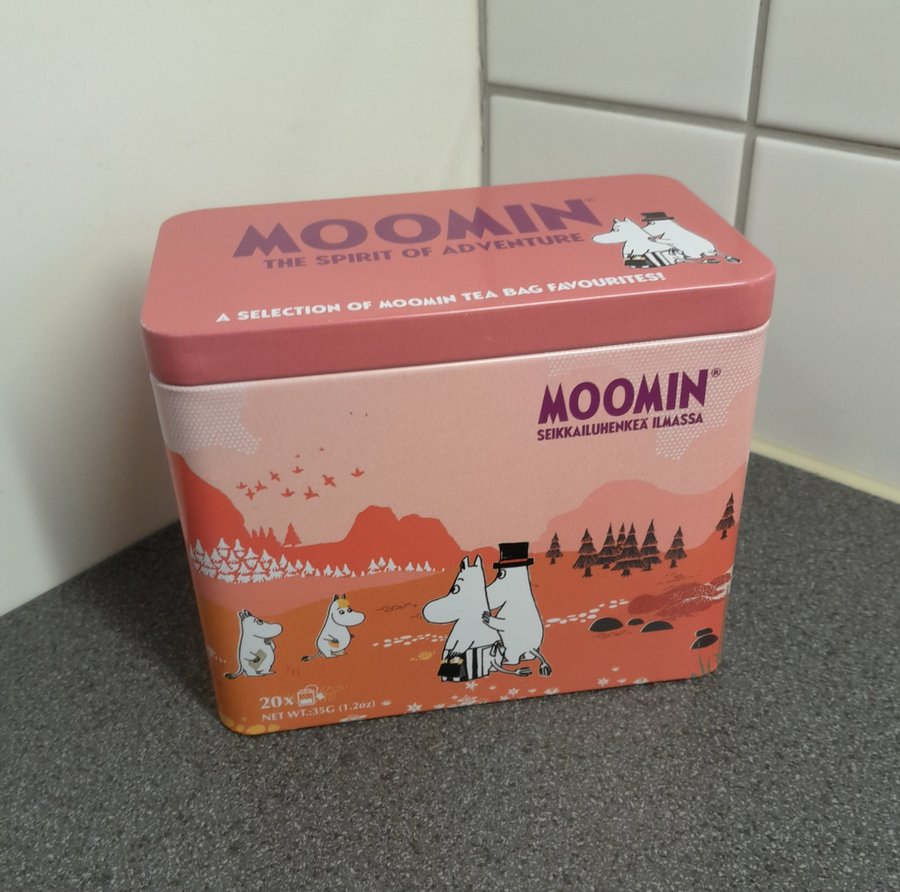 MOOMIN®
THE SPIRIT OF ADVENTURE
A SELECTION OF MOOMIN TEA BAG FAVOURITES!
MOOMIN®
SEIKKAILUHENKEÄ ILMASSA
20x
NET WT.:35G (1,2oz)